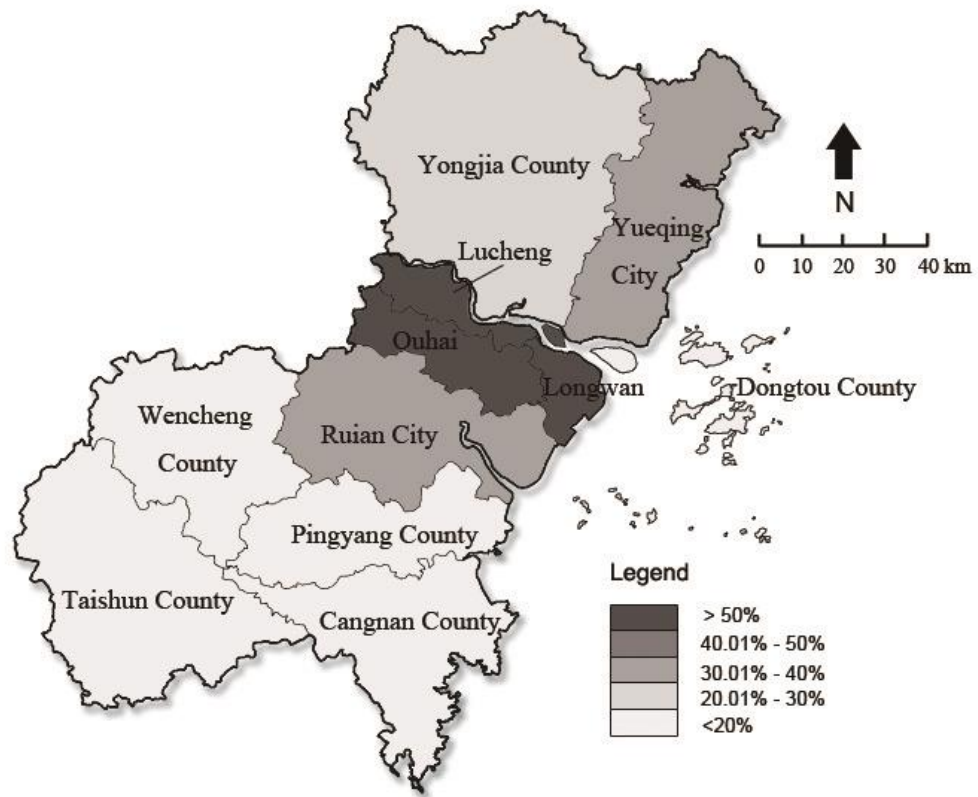 Yongjia County
Yueqing
City
Lucheng
Ouhai
Longwan
Dongtou County
Wencheng
County
Ruian City
Pingyang County
Taishun County
Cangnan County
N
0 10 20 30 40 km
Legend
> 50%
40.01% - 50%
30.01% - 40%
20.01% - 30%
<20%